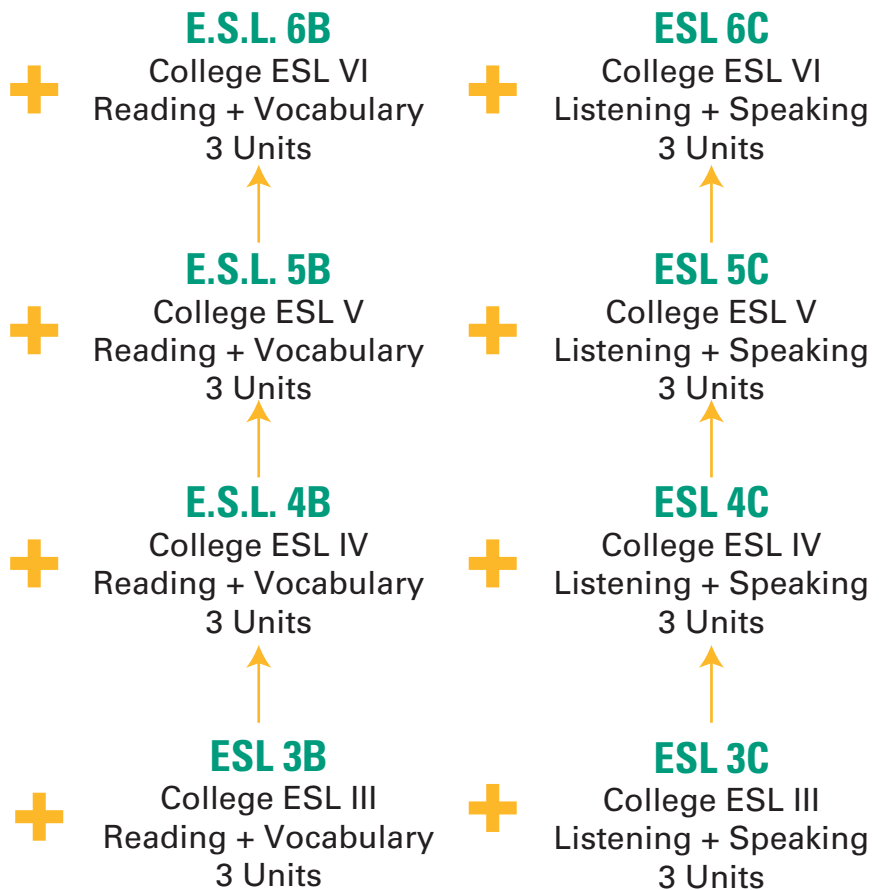 E.S.L. 6B
College ESL VI
Reading + Vocabulary
3 Units
ESL 6C
College ESL VI
Listening + Speaking
3 Units
E.S.L. 5B
College ESL V
Reading + Vocabulary
3 Units
ESL 5C
College ESL V
Listening + Speaking
3 Units
E.S.L. 4B
College ESL IV
Reading + Vocabulary
3 Units
ESL 4C
College ESL IV
Listening + Speaking
3 Units
ESL 3B
College ESL III
Reading + Vocabulary
3 Units
ESL 3C
College ESL III
Listening + Speaking
3 Units